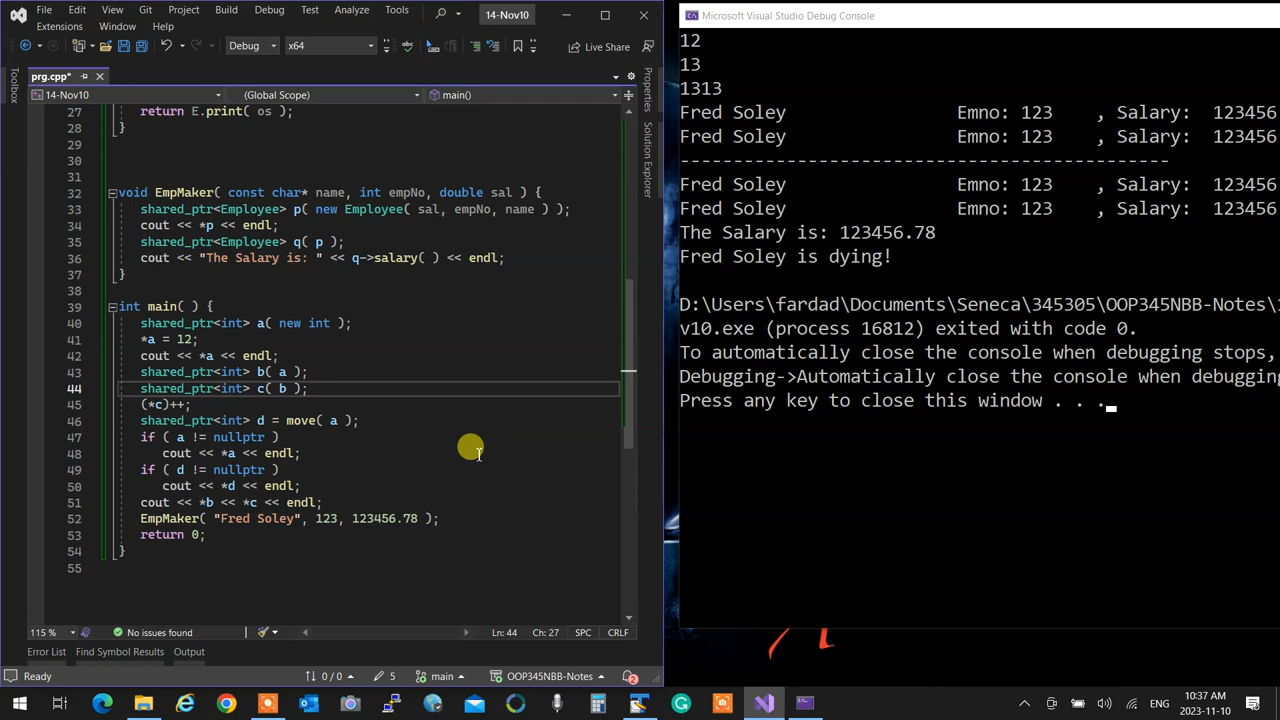 File Edit View Git Project Build Debug Test Analyze Tools
14-Nov10
Extensions Window Help
Debug x64 Live Share
prg.cpp*
14-Nov10 (Global Scope) main()
Toolbox
Properties
Solution Explorer
27 return E.print( os );
28 }
29
30
31
32 void EmpMaker( const char* name, int empNo, double sal ) {
33 shared_ptr<Employee> p( new Employee( sal, empNo, name ) );
34 cout << *p << endl;
35 shared_ptr<Employee> q( p );
36 cout << "The Salary is: " << q->salary( ) << endl;
37 }
38
39 int main( ) {
40 shared_ptr<int> a( new int );
41 *a = 12;
42 cout << *a << endl;
43 shared_ptr<int> b( a );
44 shared_ptr<int> c( b );
45 (*c)++;
46 shared_ptr<int> d = move( a );
47 if ( a != nullptr )
48 cout << *a << endl;
49 if ( d != nullptr )
50 cout << *d << endl;
51 cout << *b << *c << endl;
52 EmpMaker( "Fred Soley", 123, 123456.78 );
53 return 0;
54 }
55
115 % No issues found Ln: 44 Ch: 27 SPC CRLF
Error List Find Symbol Results Output
Ready 0 / 0 5 main OOP345NBB-Notes 2
Microsoft Visual Studio Debug Console
12
13
1313
Fred Soley Emno: 123 , Salary: 123456
Fred Soley Emno: 123 , Salary: 123456
----------------------------------------------
Fred Soley Emno: 123 , Salary: 123456
Fred Soley Emno: 123 , Salary: 123456
The Salary is: 123456.78
Fred Soley is dying!
D:\Users\fardad\Documents\Seneca\345305\OOP345NBB-Notes\
v10.exe (process 16812) exited with code 0.
To automatically close the console when debugging stops,
Debugging->Automatically close the console when debugging
Press any key to close this window . . .
ENG
10:37 AM
2023-11-10